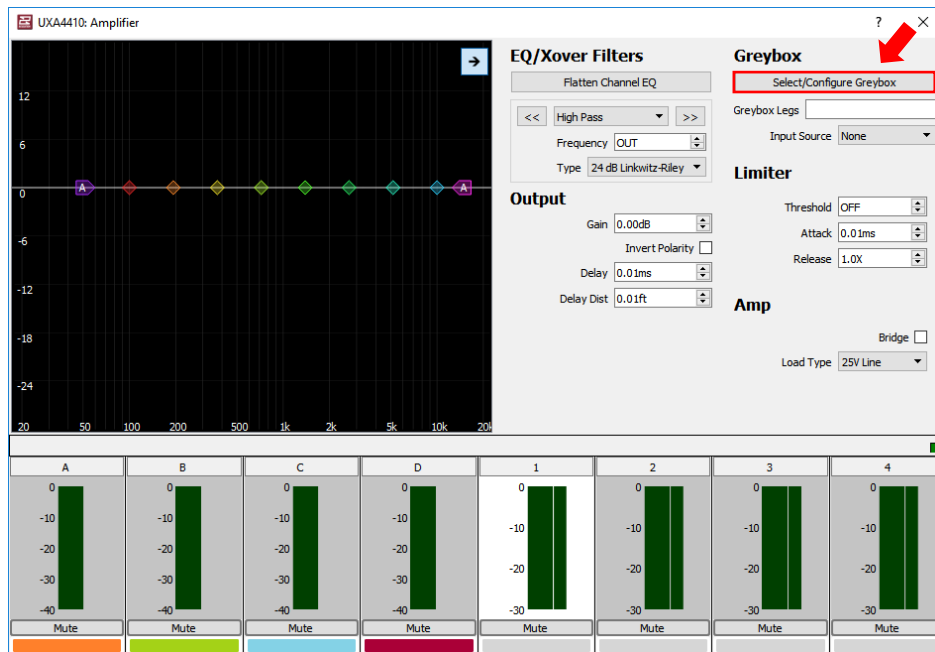 UXA4410: Amplifier
?
12
6
0
-6
-12
-18
-24
20 50 100 200 500 1k 2k 5k 10k 20k
A A
EQ/Xover Filters
Flatten Channel EQ
<< High Pass >>
Frequency OUT
Type 24 dB Linkwitz-Riley
Output
Gain 0.00dB
Invert Polarity
Delay 0.01ms
Delay Dist 0.01ft
Greybox
Select/Configure Greybox
Greybox Legs
Input Source None
Limiter
Threshold OFF
Attack 0.01ms
Release 1.0X
Amp
Bridge
Load Type 25V Line
A B C D 1 2 3 4
0 0 0 0 0 0 0 0
-10 -10 -10 -10 -10 -10 -10 -10
-20 -20 -20 -20 -20 -20 -20 -20
-30 -30 -30 -30
-40 -40 -40 -40 -30 -30 -30 -30
Mute Mute Mute Mute Mute Mute Mute Mute